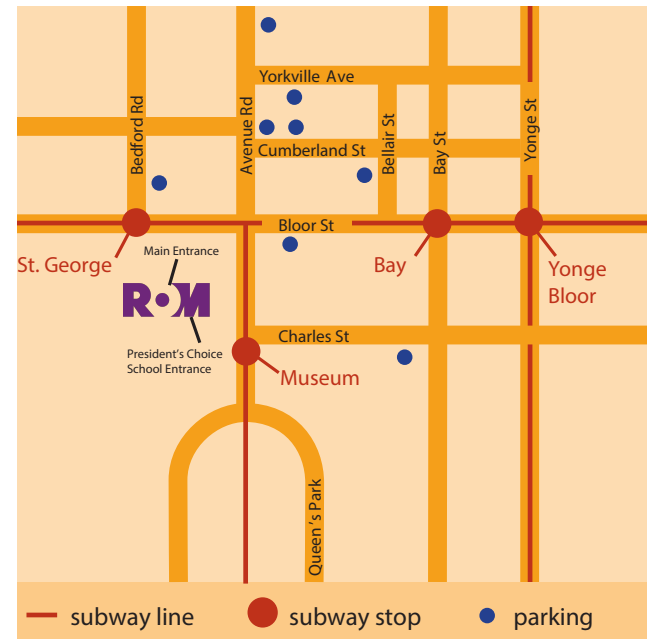 Yorkville Ave
Bedford Rd
Avenue Rd
Bellair St
Bay St
Yonge St
Cumberland St
Bloor St
St. George
Main Entrance
Bay
Yonge
Bloor
ROM
Charles St
President's Choice
School Entrance
Museum
Queen's Park
subway line
subway stop
parking